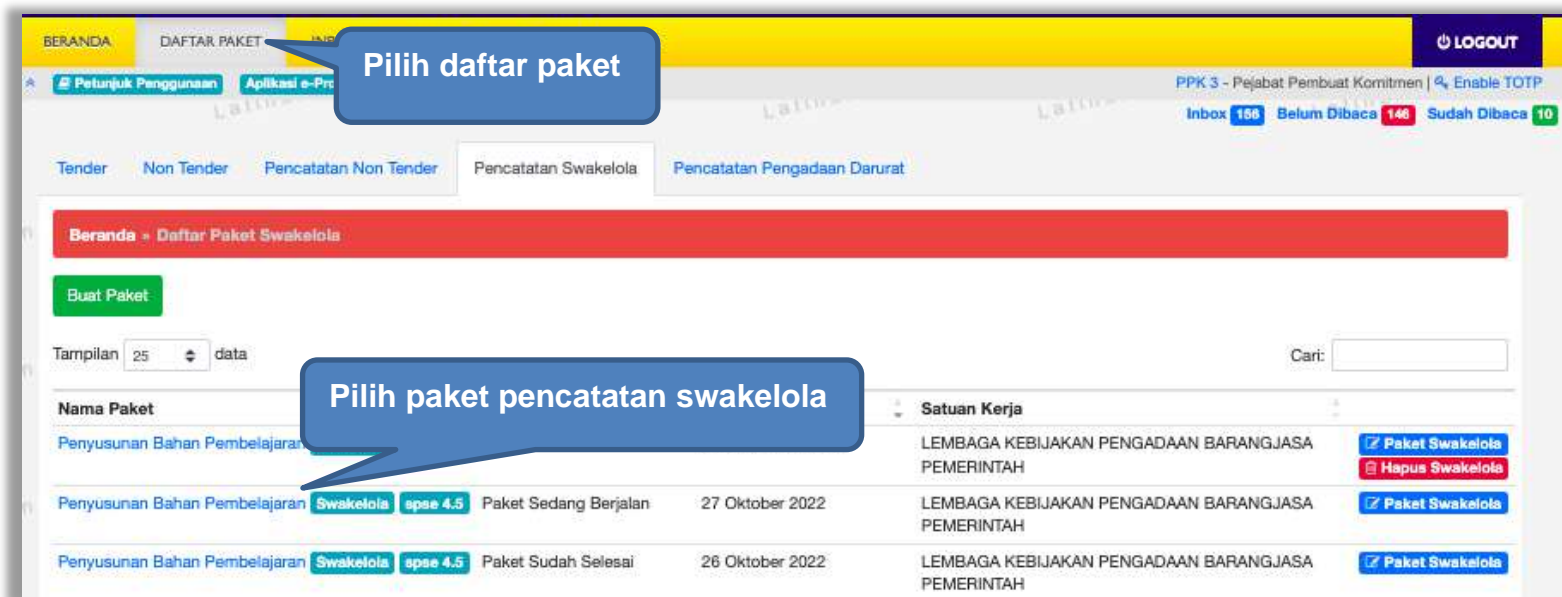 BERANDA DAFTAR PAKET LOGOUT
Pilih daftar paket
Petunjuk Penggunaan PPK 3 - Pejabat Pembuat Komitmen | Enable TOTP
Inbox 156 Belum Dibaca 146 Sudah Dibaca 10
Tender Non Tender Pencatatan Non Tender Pencatatan Swakelola Pencatatan Pengadaan Darurat
Beranda » Daftar Paket Swakelola
Buat Paket
Tampilan 25 data Cari:
Pilih paket pencatatan swakelola
Nama Paket Satuan Kerja
Penyusunan Bahan Pembelajaran LEMBAGA KEBIJAKAN PENGADAAN BARANGJASA PEMERINTAH Paket Swakelola
Hapus Swakelola
Penyusunan Bahan Pembelajaran Swakelola spse 4.5 Paket Sedang Berjalan 27 Oktober 2022 LEMBAGA KEBIJAKAN PENGADAAN BARANGJASA PEMERINTAH Paket Swakelola
Penyusunan Bahan Pembelajaran Swakelola spse 4.5 Paket Sudah Selesai 26 Oktober 2022 LEMBAGA KEBIJAKAN PENGADAAN BARANGJASA PEMERINTAH Paket Swakelola